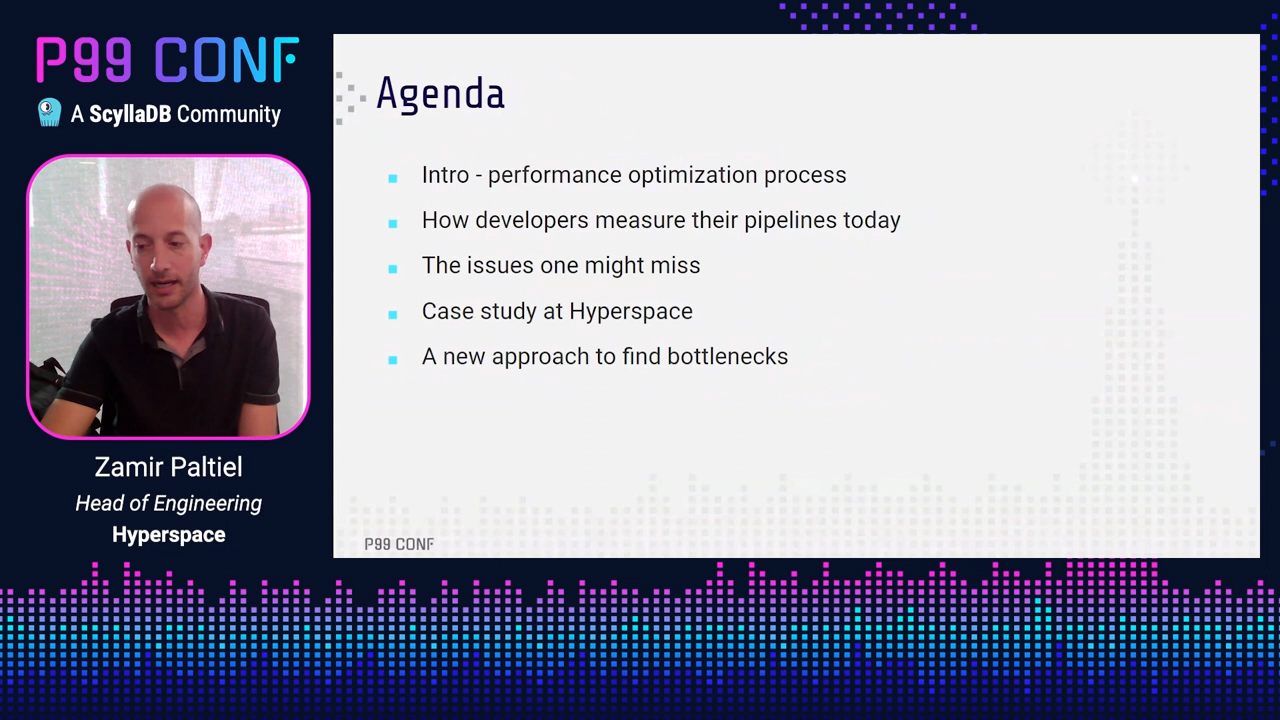 P99 CONF
A ScyllaDB Community
Zamir Paltiel
Head of Engineering
Hyperspace
Agenda
Intro - performance optimization process
How developers measure their pipelines today
The issues one might miss
Case study at Hyperspace
A new approach to find bottlenecks
P99 CONF